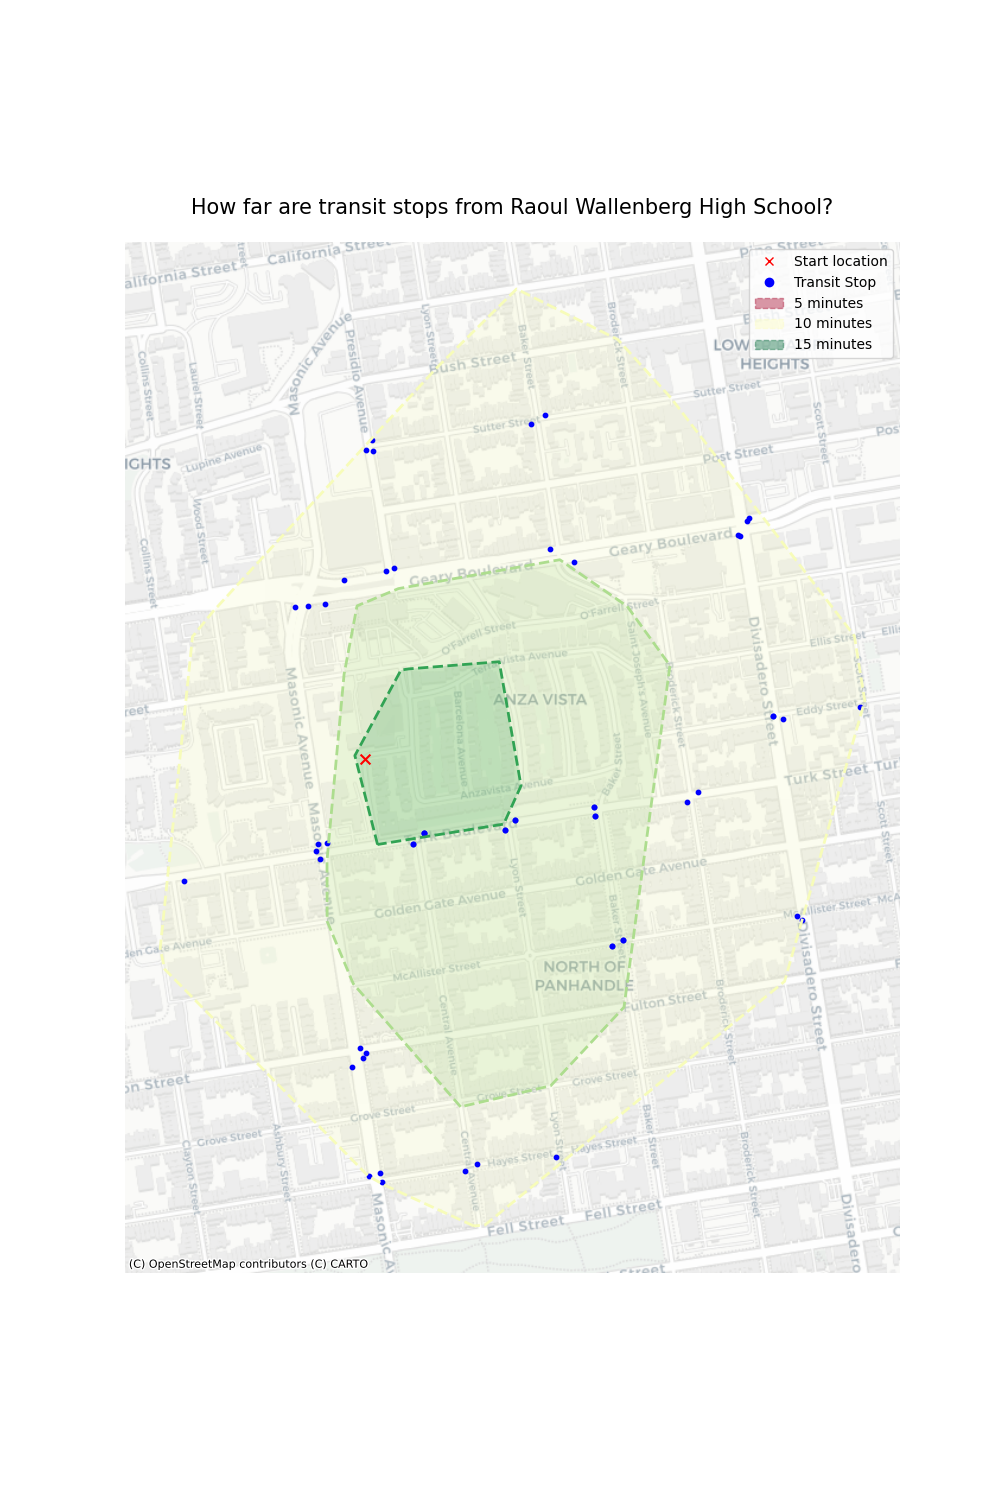 How far are transit stops from Raoul Wallenberg High School?
Start location
Transit Stop
5 minutes
10 minutes
15 minutes
California Street
Pine Street
HEIGHTS
Lyon Street
Baker Street
Broderick Street
Masonic Avenue
Presidio Avenue
Bush Street
Collins Street
Laurel Street
Sutter Street
Sutter Street
Scott Street
Post Street
Post
IGHTS
Lupine Avenue
Wood Street
Collins Street
Geary Boulevard
Geary Boulevard
O'Farrell Street
O'Farrell Street
Terra Vista Avenue
Saint Joseph's Avenue
Broderick Street
Divisadero Street
Ellis Street
Ellis
Scott Street
Eddy Street
ANZA VISTA
Barcelona Avenue
Masonic Avenue
Baker Street
Anzavista Avenue
Turk Street
Masonic Avenue
Lyon Street
Golden Gate Avenue
Golden Gate Avenue
Scott Street
McAllister Street
Baker Street
Divisadero Street
den Gate Avenue
McAllister Street
NORTH OF
PANHANDLE
Central Avenue
Fulton Street
Broderick Street
on Street
Grove Street
Grove Street
Grove Street
Grove Street
Clayton Street
Ashbury Street
Central Avenue
Lyon Street
Baker Street
Broderick Street
Hayes Street
Hayes Street
Masonic Av
Fell Street
Fell Street
Divisadero
(C) OpenStreetMap contributors (C) CARTO